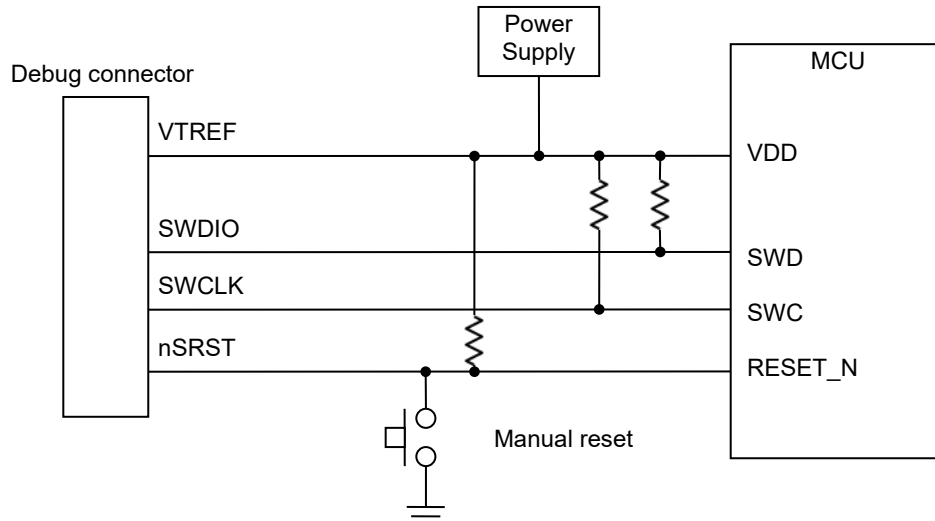 Power
Supply
MCU
Debug connector
VTREF
VDD
SWDIO
SWD
SWCLK
SWC
nSRST
RESET_N
Manual reset